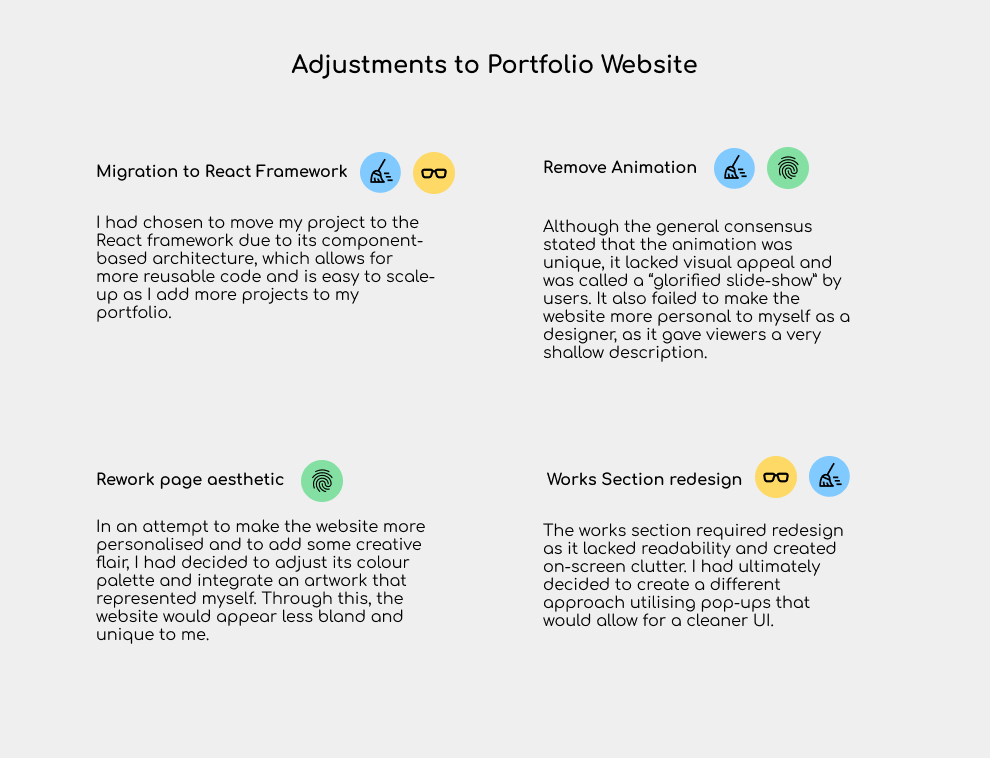 Adjustments to Portfolio Website
Migration to React Framework
I had chosen to move my project to the
React framework due to its component-
based architecture, which allows for
more reusable code and is easy to scale-
up as I add more projects to my
portfolio.
Remove Animation
Although the general consensus
stated that the animation was
unique, it lacked visual appeal and
was called a “glorified slide-show” by
users. It also failed to make the
website more personal to myself as a
designer, as it gave viewers a very
shallow description.
Rework page aesthetic
In an attempt to make the website more
personalised and to add some creative
flair, I had decided to adjust its colour
palette and integrate an artwork that
represented myself. Through this, the
website would appear less bland and
unique to me.
Works Section redesign
The works section required redesign
as it lacked readability and created
on-screen clutter. I had ultimately
decided to create a different
approach utilising pop-ups that
would allow for a cleaner UI.